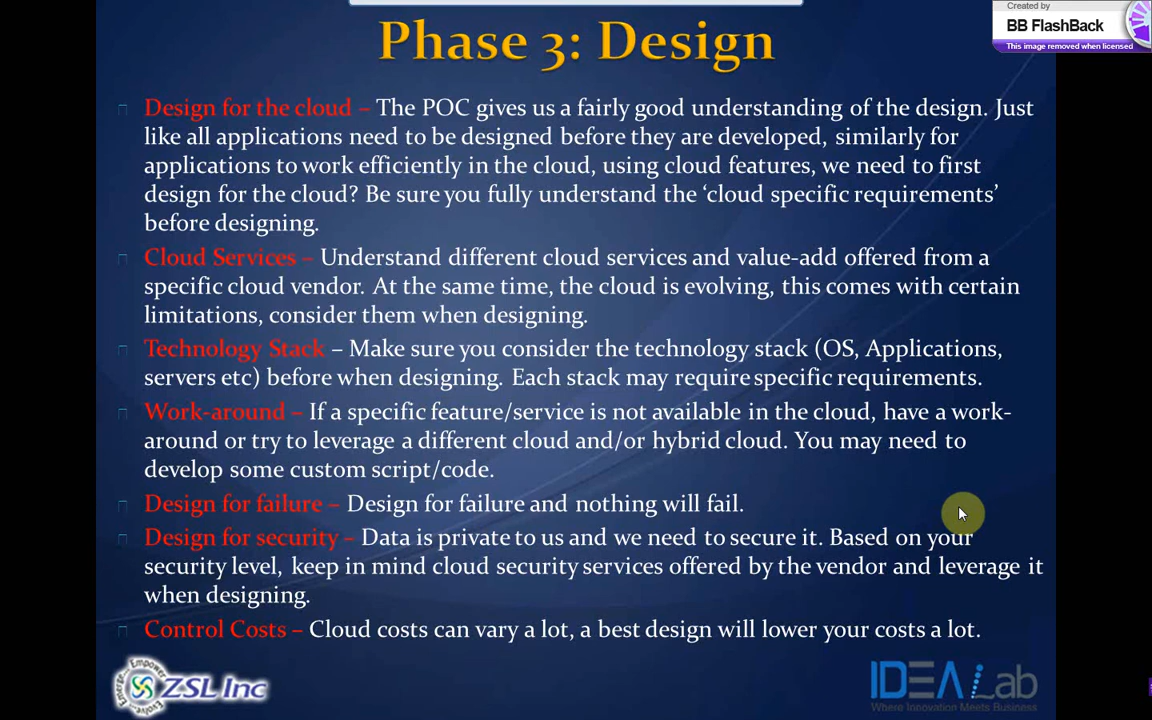 Created by
BB FlashBack
This image removed when licensed
Phase 3: Design
Design for the cloud – The POC gives us a fairly good understanding of the design. Just
like all applications need to be designed before they are developed, similarly for
applications to work efficiently in the cloud, using cloud features, we need to first
design for the cloud? Be sure you fully understand the ‘cloud specific requirements’
before designing.
Cloud Services – Understand different cloud services and value-add offered from a
specific cloud vendor. At the same time, the cloud is evolving, this comes with certain
limitations, consider them when designing.
Technology Stack – Make sure you consider the technology stack (OS, Applications,
servers etc) before when designing. Each stack may require specific requirements.
Work-around – If a specific feature/service is not available in the cloud, have a work-
around or try to leverage a different cloud and/or hybrid cloud. You may need to
develop some custom script/code.
Design for failure – Design for failure and nothing will fail.
Design for security – Data is private to us and we need to secure it. Based on your
security level, keep in mind cloud security services offered by the vendor and leverage it
when designing.
Control Costs – Cloud costs can vary a lot, a best design will lower your costs a lot.
Empower
Evolve
ZSL Inc
IDEA Lab
Where Innovation Meets Business